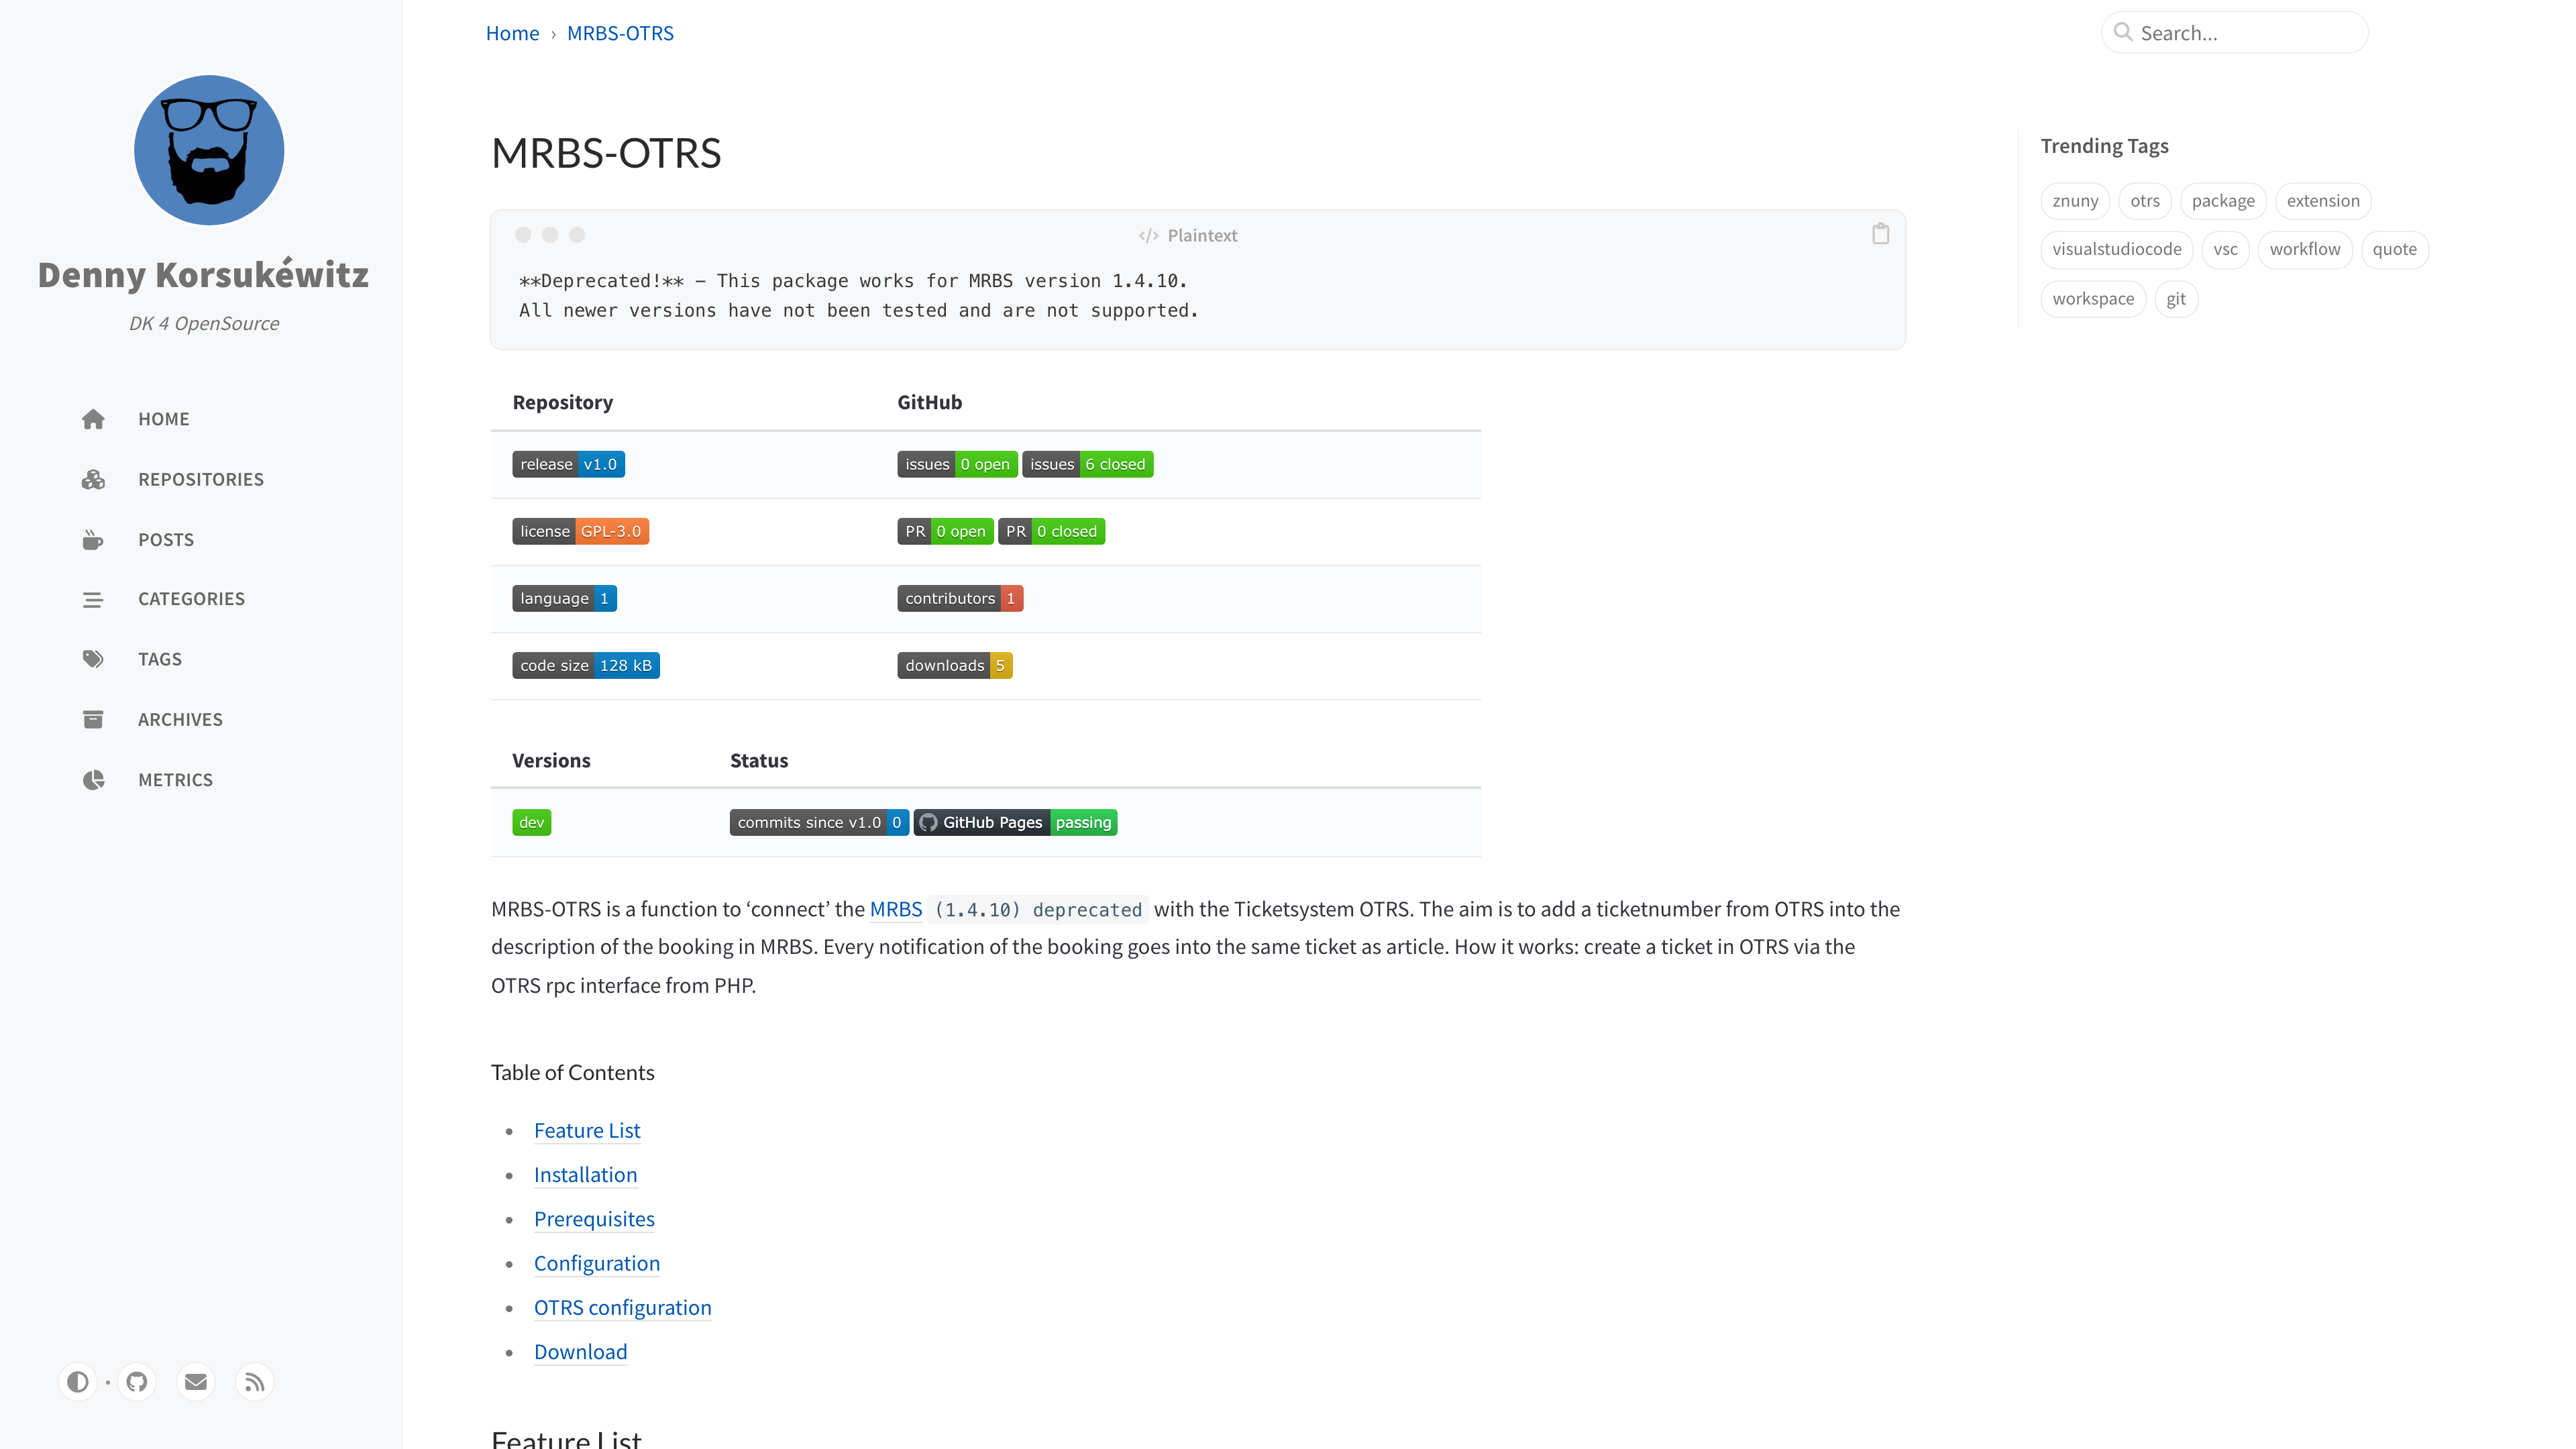 Denny Korsukéwitz
DK 4 OpenSource
HOME
REPOSITORIES
POSTS
CATEGORIES
TAGS
ARCHIVES
METRICS
Home › MRBS-OTRS
Search...
MRBS-OTRS
Plaintext
**Deprecated!** – This package works for MRBS version 1.4.10.
All newer versions have not been tested and are not supported.
Repository GitHub
release v1.0 issues 0 open issues 6 closed
license GPL-3.0 PR 0 open PR 0 closed
language 1 contributors 1
code size 128 kB downloads 5
Versions Status
dev commits since v1.0 0 GitHub Pages passing
MRBS-OTRS is a function to ‘connect’ the MRBS (1.4.10) deprecated with the Ticketsystem OTRS. The aim is to add a ticketnumber from OTRS into the
description of the booking in MRBS. Every notification of the booking goes into the same ticket as article. How it works: create a ticket in OTRS via the
OTRS rpc interface from PHP.
Table of Contents
• Feature List
• Installation
• Prerequisites
• Configuration
• OTRS configuration
• Download
Feature List
Trending Tags
znuny otrs package extension
visualstudiocode vsc workflow quote
workspace git